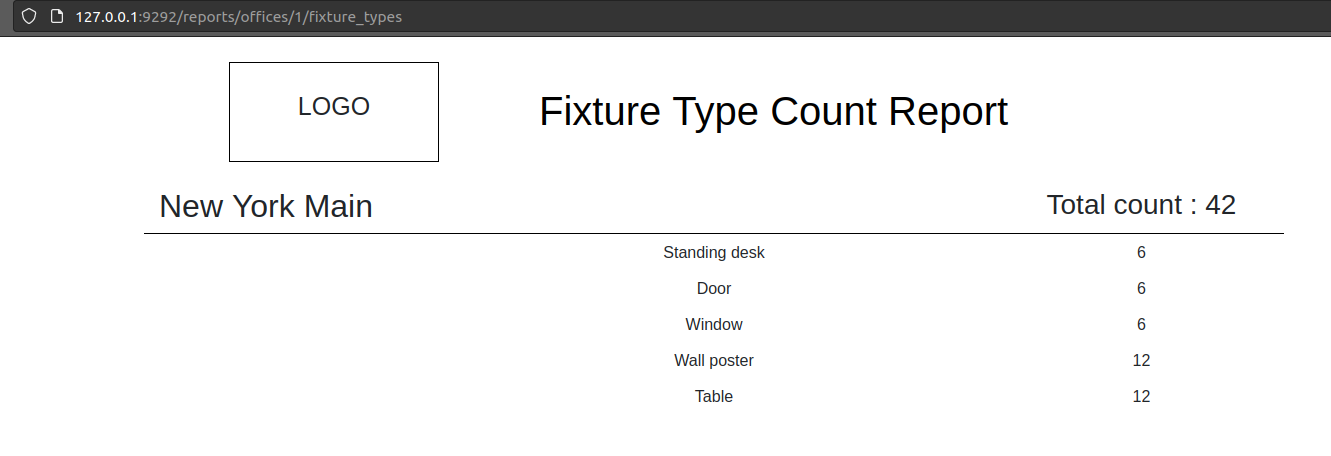 127.0.0.1:9292/reports/offices/1/fixture_types
LOGO
Fixture Type Count Report
New York Main Total count : 42
Standing desk 6
Door 6
Window 6
Wall poster 12
Table 12